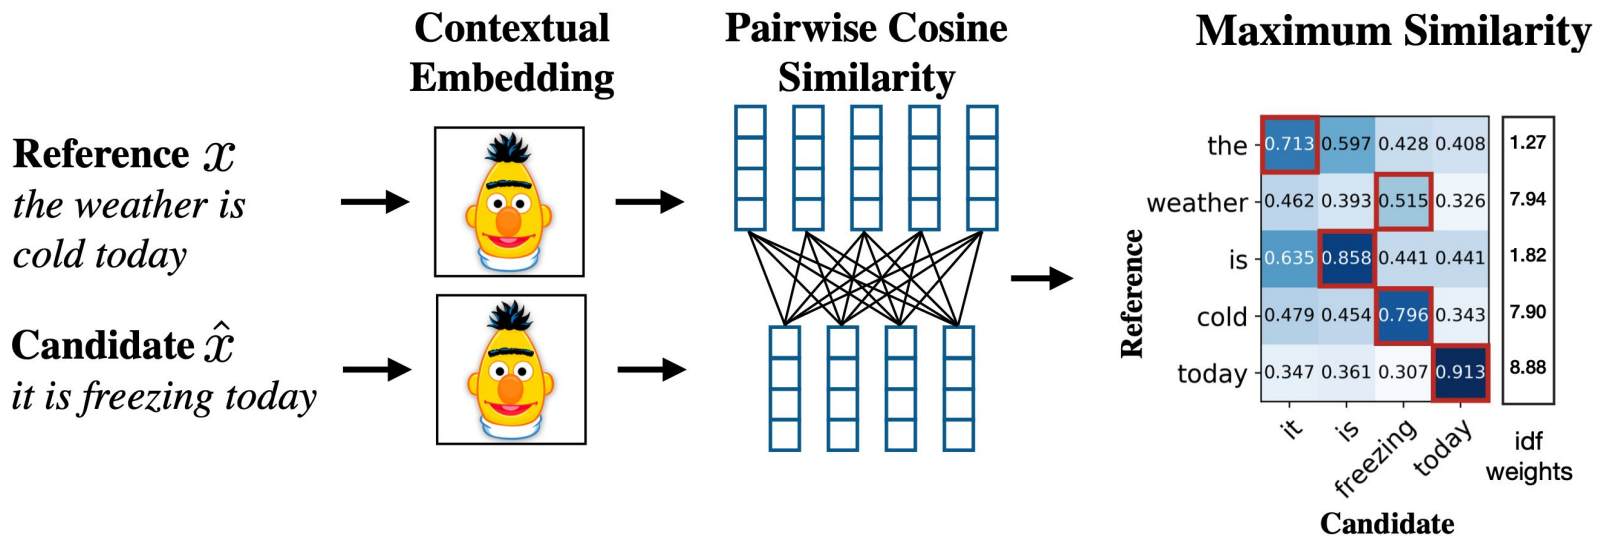 Contextual
Embedding
Pairwise Cosine
Similarity
Maximum Similarity
Reference x
the weather is
cold today
Candidate x̂
it is freezing today
Reference
the 0.713 0.597 0.428 0.408 1.27
weather 0.462 0.393 0.515 0.326 7.94
is 0.635 0.858 0.441 0.441 1.82
cold 0.479 0.454 0.796 0.343 7.90
today 0.347 0.361 0.307 0.913 8.88
it is freezing today
idf
weights
Candidate